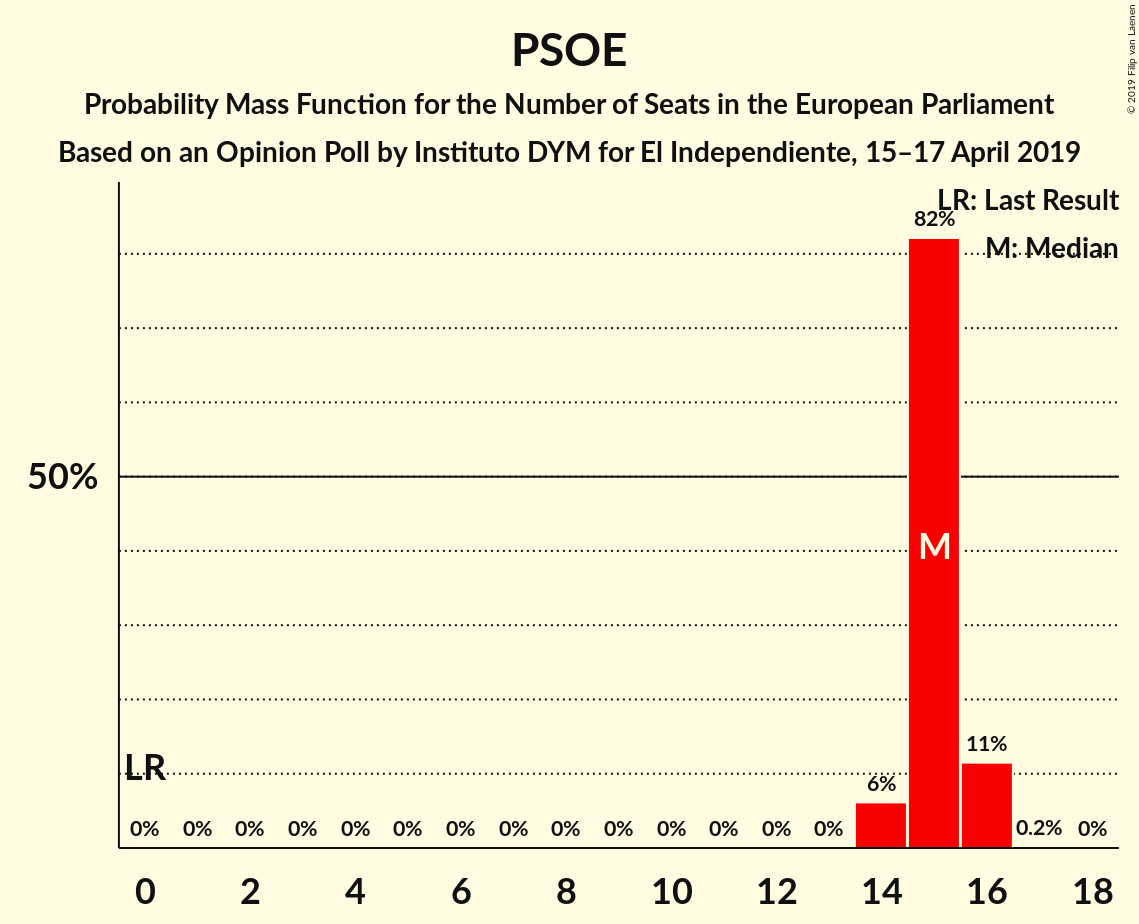 PSOE
Probability Mass Function for the Number of Seats in the European Parliament
Based on an Opinion Poll by Instituto DYM for El Independiente, 15–17 April 2019
© 2019 Filip van Laenen
LR: Last Result
M: Median
82%
50%
M
LR
11%
6%
0% 0% 0% 0% 0% 0% 0% 0% 0% 0% 0% 0% 0% 0% 0.2% 0%
0 2 4 6 8 10 12 14 16 18